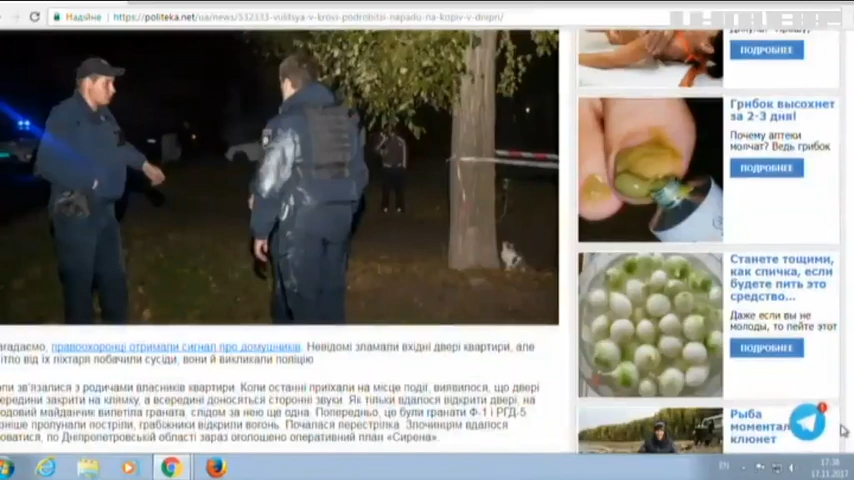 Надійне
https://politeka.net/ua/news/532333-vulitsya-v-krovi-podrobitsi-napadu-na-kopiv-v-dnipri/
ПОДРОБНЕЕ
Грибок высохнет
за 2-3 дня!
Почему аптеки
молчат? Ведь грибок
ПОДРОБНЕЕ
Станете тощими,
как спичка, если
будете пить это
средство...
Даже если вы не
молоды, то пейте этот
ПОДРОБНЕЕ
Рыба
клюнет
правоохоронці отримали сигнал про домушників. Невідомі зламали вхідні двері квартири, але
від їх ліхтаря побачили сусіди, вони й викликали поліцію
зв'язалися з родичами власників квартири. Коли останні приїхали на місце події, виявилося, що двері
закриті на клямку, а всередині доносяться сторонні звуки. Як тільки вдалося відкрити двері, на
майданчик вилетіла граната, слідом за нею ще одна. Попередньо, це були гранати Ф-1 і РГД-5
пролунали постріли, грабіжники відкрили вогонь. Почалася перестрілка. Злочинцям вдалося
по Дніпропетровській області зараз оголошено оперативний план «Сирена».
EN
17:38
17.11.2017